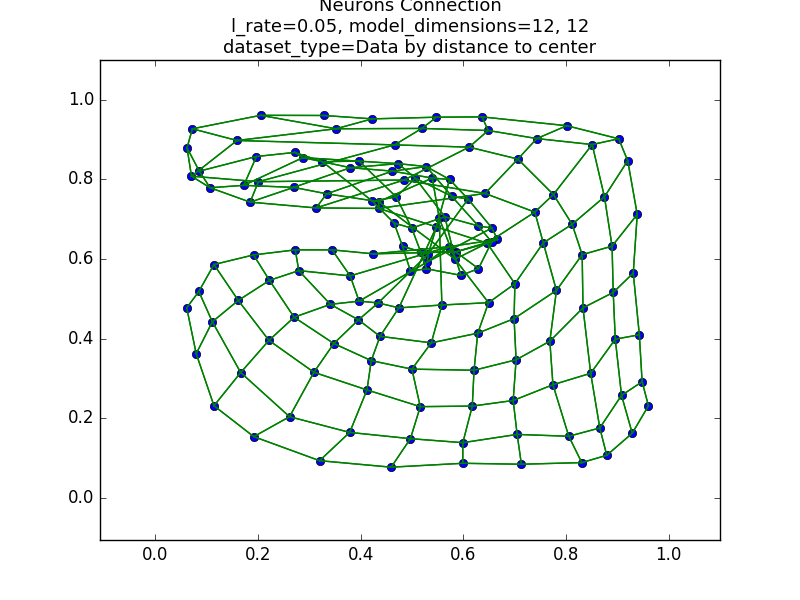 Neurons Connection
l_rate=0.05, model_dimensions=12, 12
dataset_type=Data by distance to center
1.0
0.8
0.6
0.4
0.2
0.0
0.0 0.2 0.4 0.6 0.8 1.0